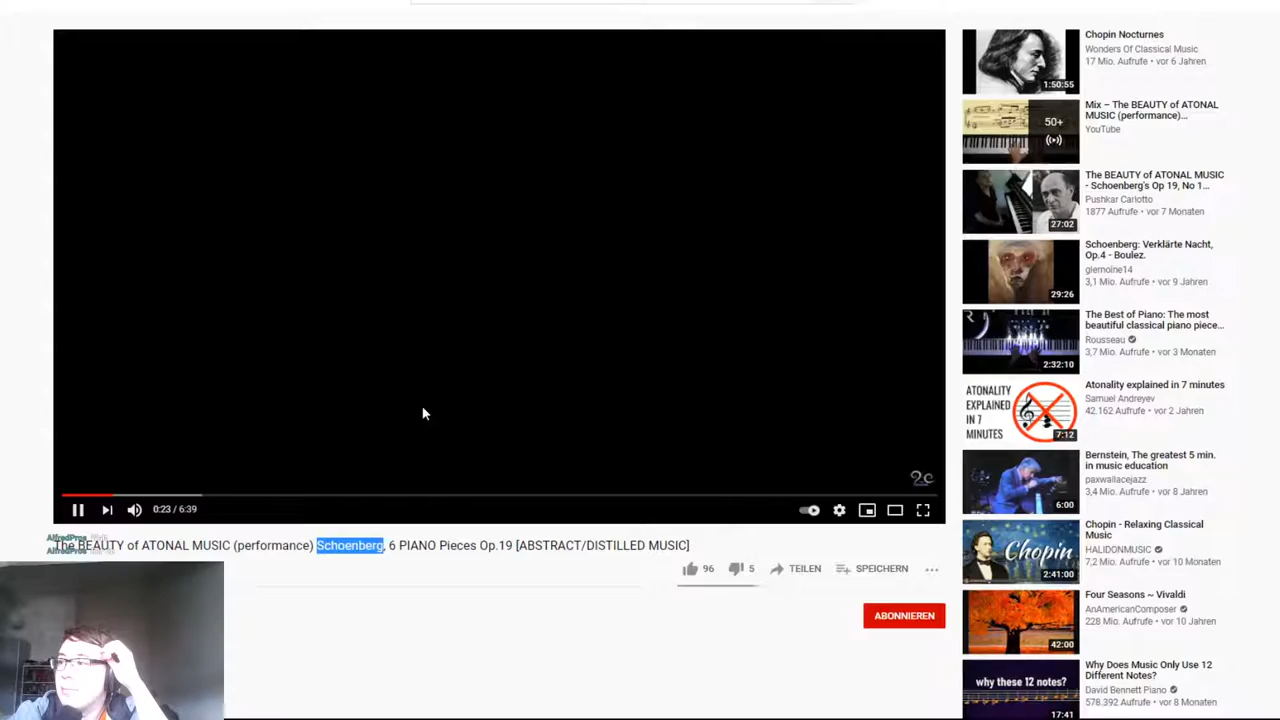 2c
0:23 / 6:39
The BEAUTY of ATONAL MUSIC (performance) Schoenberg, 6 PIANO Pieces Op.19 [ABSTRACT/DISTILLED MUSIC]
AlfredPros
AlfredPros
96
5
TEILEN
SPEICHERN
ABONNIEREN
1:50:55
Chopin Nocturnes
Wonders Of Classical Music
17 Mio. Aufrufe • vor 6 Jahren
50+
Mix – The BEAUTY of ATONAL
MUSIC (performance)...
YouTube
27:02
The BEAUTY of ATONAL MUSIC
- Schoenberg's Op 19, No 1...
Pushkar Carlotto
1877 Aufrufe • vor 7 Monaten
29:26
Schoenberg: Verklärte Nacht,
Op.4 - Boulez.
glemoine14
3,1 Mio. Aufrufe • vor 9 Jahren
R
2:32:10
The Best of Piano: The most
beautiful classical piano piece...
Rousseau
3,7 Mio. Aufrufe • vor 3 Monaten
ATONALITY
EXPLAINED
IN 7
MINUTES
7:12
Atonality explained in 7 minutes
Samuel Andreyev
42.162 Aufrufe • vor 2 Jahren
6:00
Bernstein, The greatest 5 min.
in music education
paxwallacejazz
3,4 Mio. Aufrufe • vor 8 Jahren
Chopin
2:41:00
Chopin - Relaxing Classical
Music
HALIDONMUSIC
7,2 Mio. Aufrufe • vor 10 Monaten
42:00
Four Seasons ~ Vivaldi
AnAmericanComposer
228 Mio. Aufrufe • vor 10 Jahren
why these 12 notes?
17:41
Why Does Music Only Use 12
Different Notes?
David Bennett Piano
578.392 Aufrufe • vor 8 Monaten